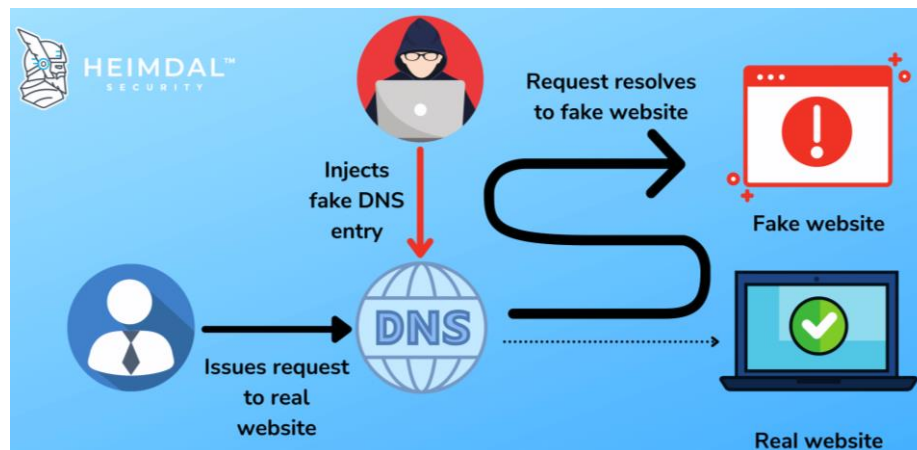 HEIMDAL™
SECURITY
Injects
fake DNS
entry
Request resolves
to fake website
Fake website
DNS
Issues request
to real
website
Real website